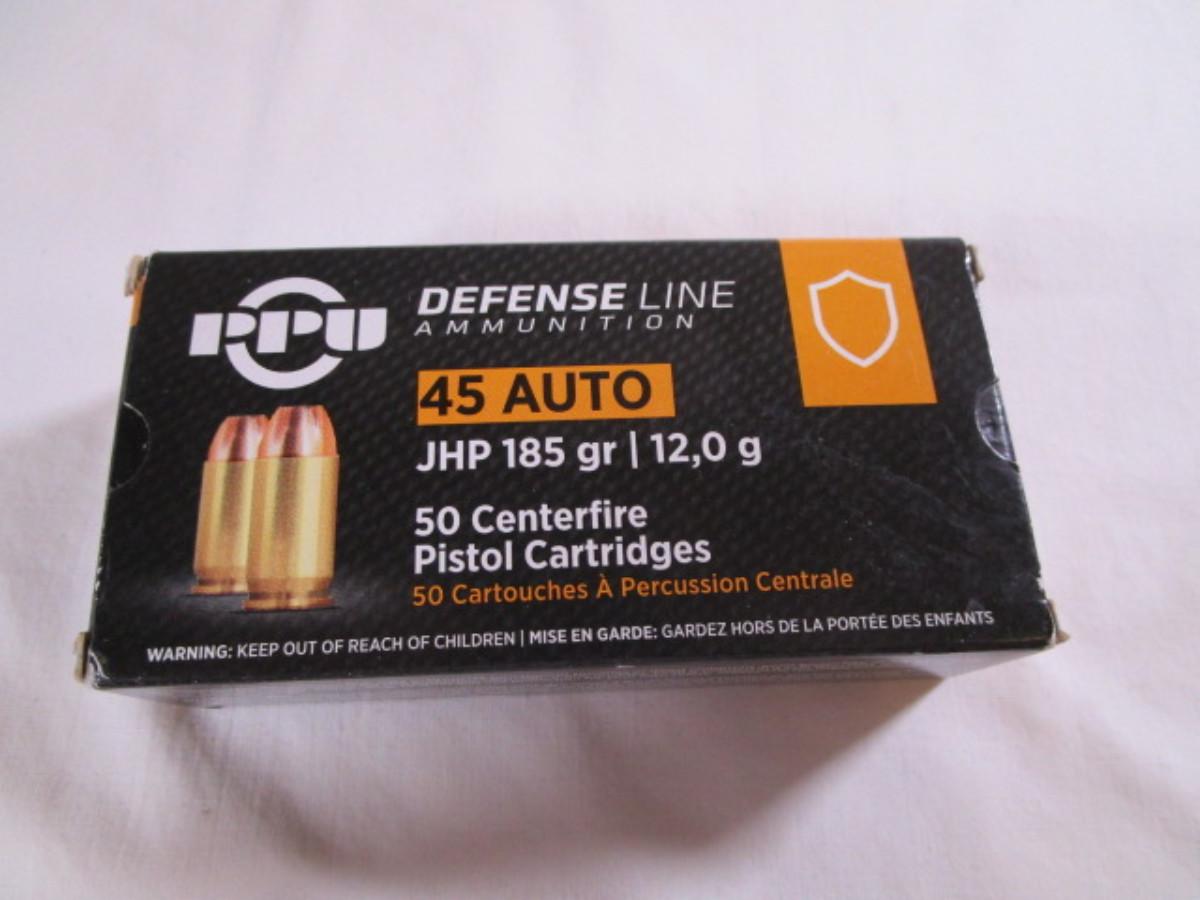 PPU
DEFENSE LINE
AMMUNITION
45 AUTO
JHP 185 gr | 12,0 g
50 Centerfire
Pistol Cartridges
50 Cartouches À Percussion Centrale
WARNING: KEEP OUT OF REACH OF CHILDREN | MISE EN GARDE: GARDEZ HORS DE LA PORTÉE DES ENFANTS